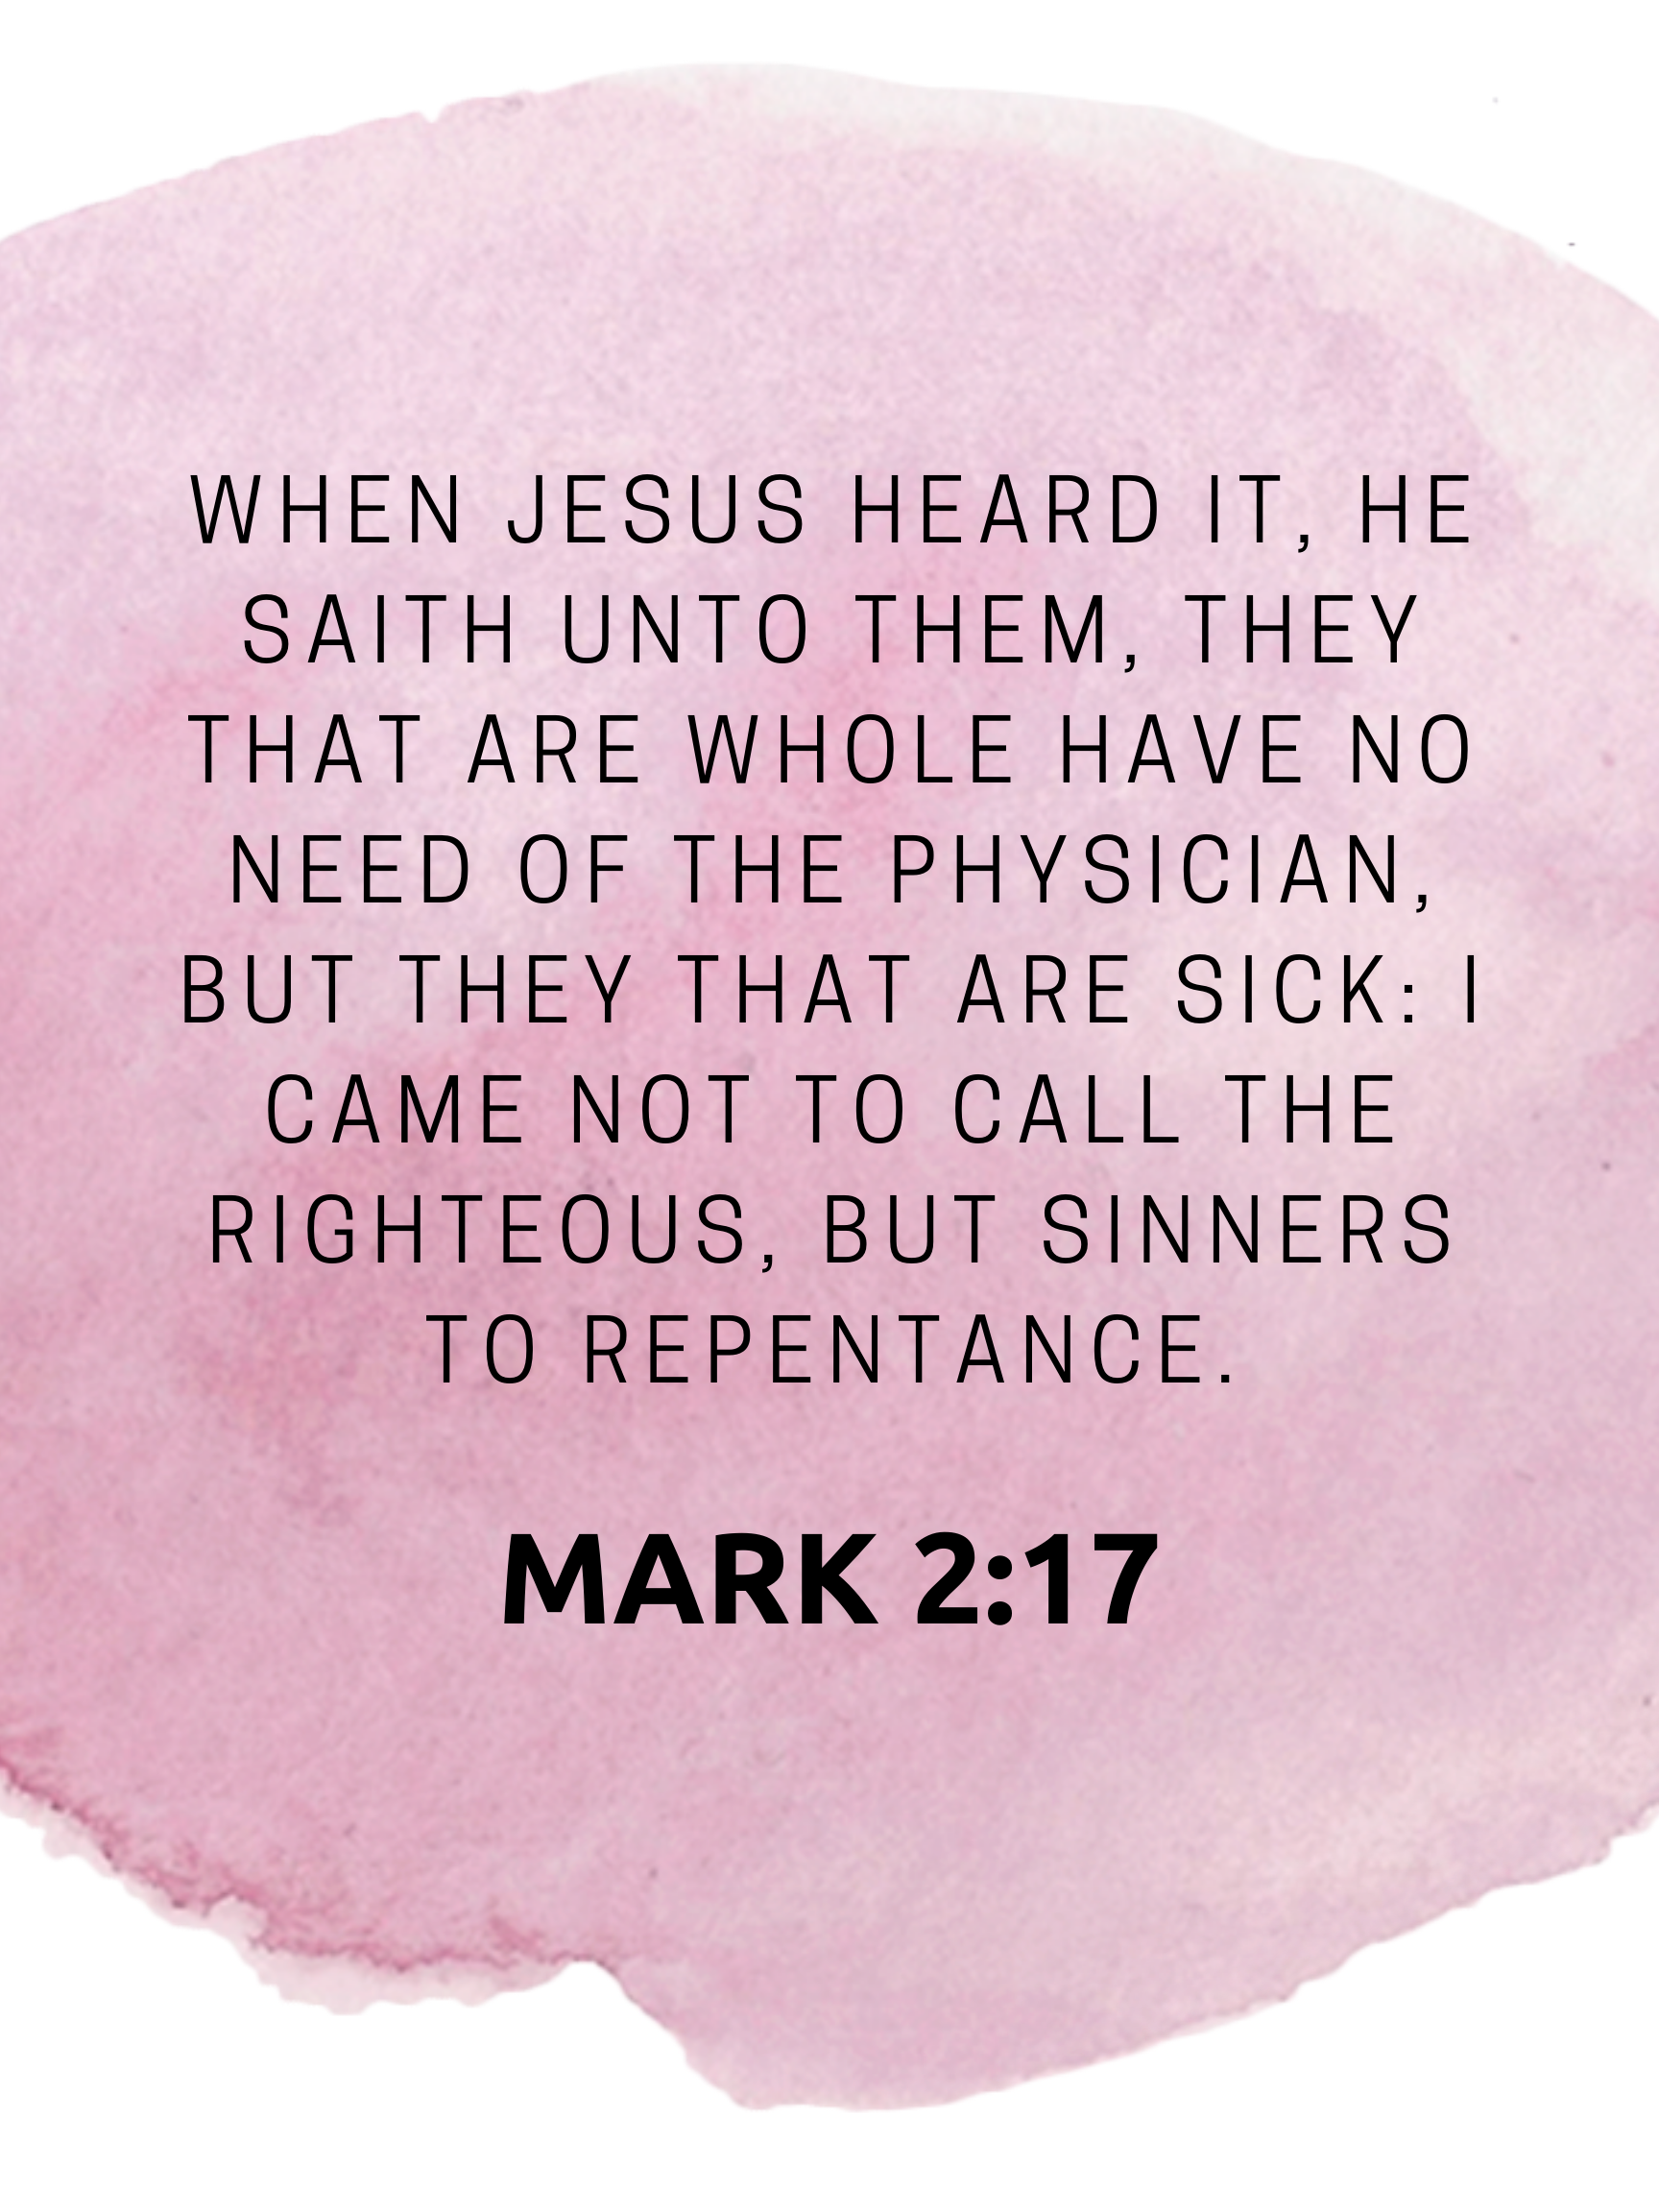 WHEN JESUS HEARD IT, HE
SAITH UNTO THEM, THEY
THAT ARE WHOLE HAVE NO
NEED OF THE PHYSICIAN,
BUT THEY THAT ARE SICK: I
CAME NOT TO CALL THE
RIGHTEOUS, BUT SINNERS
TO REPENTANCE.
MARK 2:17